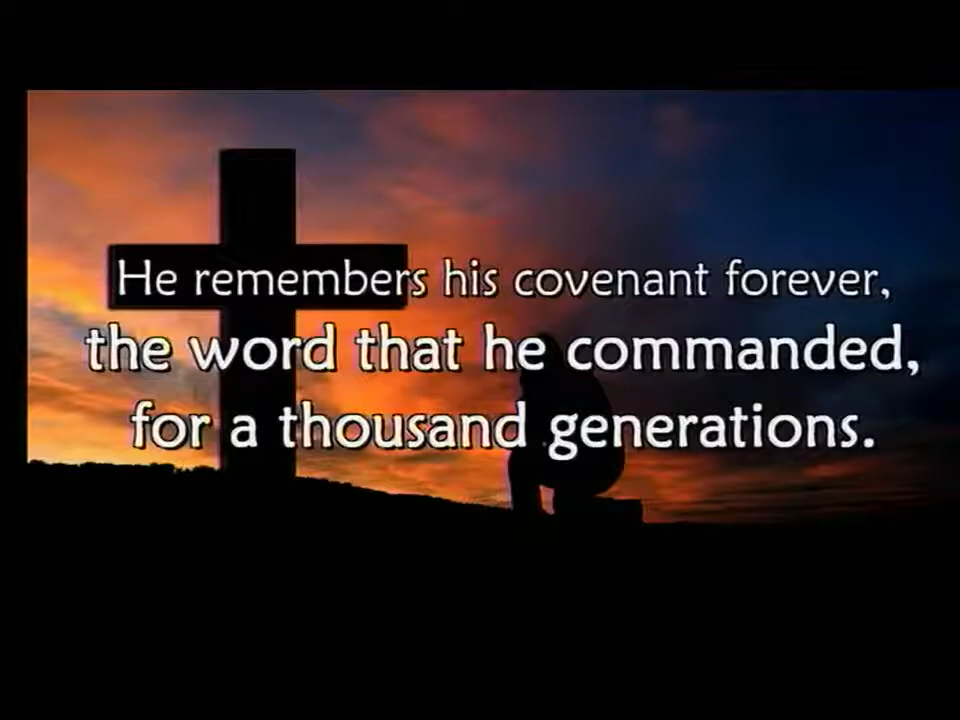 He remembers his covenant forever,
the word that he commanded,
for a thousand generations.